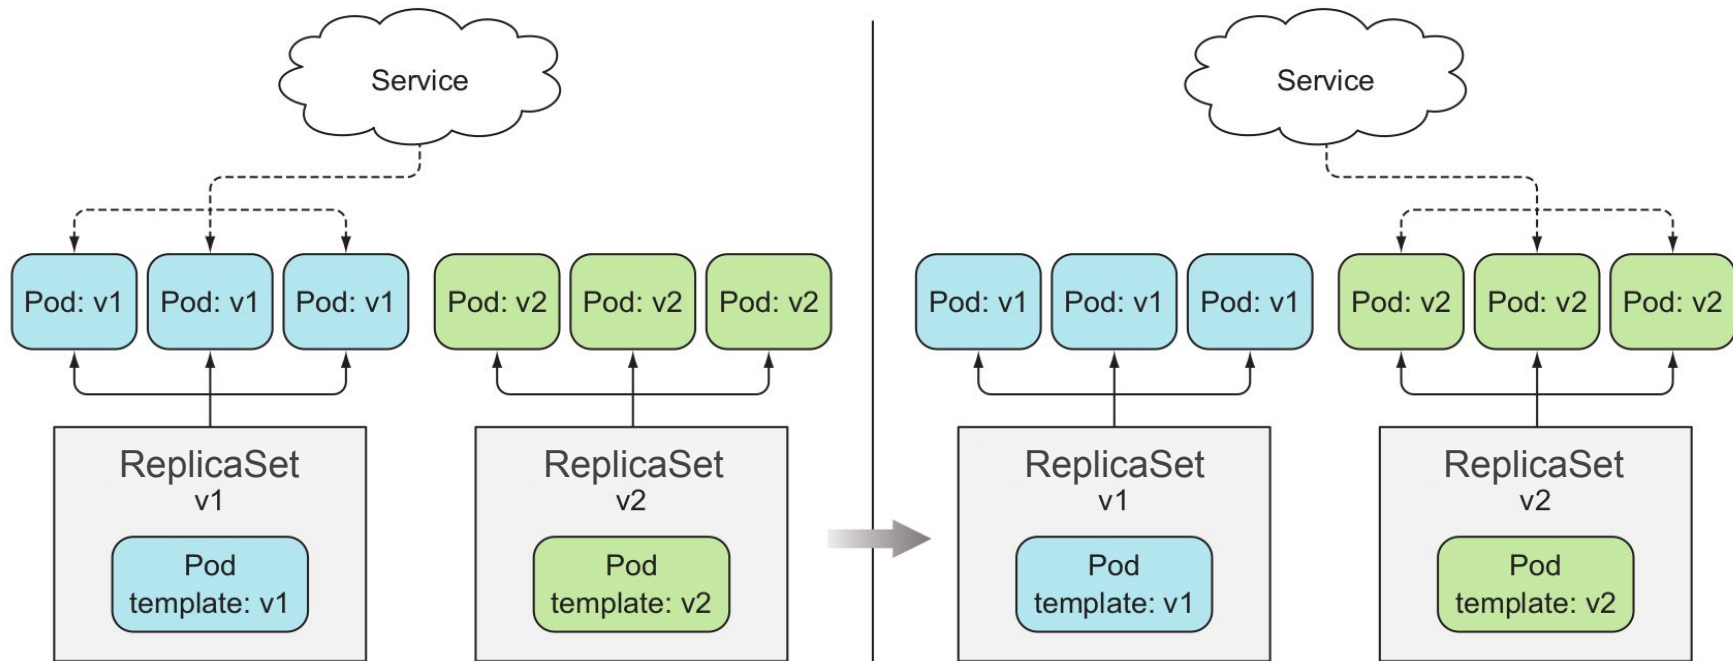 Service
Pod: v1
Pod: v1
Pod: v1
Pod: v2
Pod: v2
Pod: v2
ReplicaSet
v1
Pod
template: v1
ReplicaSet
v2
Pod
template: v2
Service
Pod: v1
Pod: v1
Pod: v1
Pod: v2
Pod: v2
Pod: v2
ReplicaSet
v1
Pod
template: v1
ReplicaSet
v2
Pod
template: v2